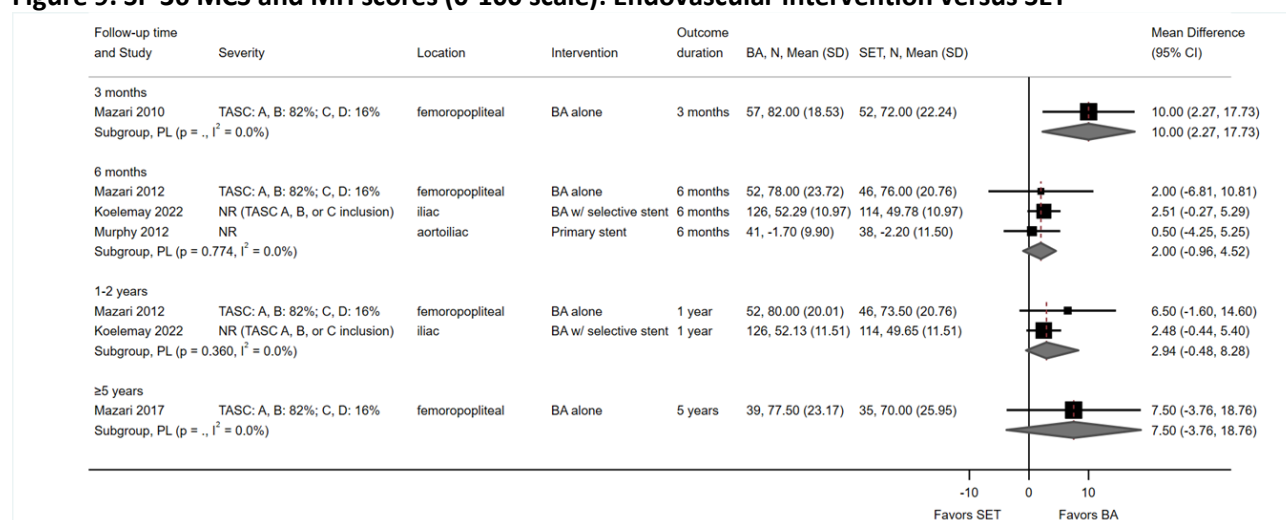 Figure 9. SF-36 MCS and MH scores (0-100 scale): Endovascular Intervention versus SET
Follow-up time and Study Severity Location Intervention Outcome duration BA, N, Mean (SD) SET, N, Mean (SD) Mean Difference (95% CI)
3 months
Mazari 2010 TASC: A, B: 82%; C, D: 16% femoropopliteal BA alone 3 months 57, 82.00 (18.53) 52, 72.00 (22.24) 10.00 (2.27, 17.73)
Subgroup, PL (p = ., I² = 0.0%) 10.00 (2.27, 17.73)
6 months
Mazari 2012 TASC: A, B: 82%; C, D: 16% femoropopliteal BA alone 6 months 52, 78.00 (23.72) 46, 76.00 (20.76) 2.00 (-6.81, 10.81)
Koelemay 2022 NR (TASC A, B, or C inclusion) iliac BA w/ selective stent 6 months 126, 52.29 (10.97) 114, 49.78 (10.97) 2.51 (-0.27, 5.29)
Murphy 2012 NR aortoiliac Primary stent 6 months 41, -1.70 (9.90) 38, -2.20 (11.50) 0.50 (-4.25, 5.25)
Subgroup, PL (p = 0.774, I² = 0.0%) 2.00 (-0.96, 4.52)
1-2 years
Mazari 2012 TASC: A, B: 82%; C, D: 16% femoropopliteal BA alone 1 year 52, 80.00 (20.01) 46, 73.50 (20.76) 6.50 (-1.60, 14.60)
Koelemay 2022 NR (TASC A, B, or C inclusion) iliac BA w/ selective stent 1 year 126, 52.13 (11.51) 114, 49.65 (11.51) 2.48 (-0.44, 5.40)
Subgroup, PL (p = 0.360, I² = 0.0%) 2.94 (-0.48, 8.28)
≥5 years
Mazari 2017 TASC: A, B: 82%; C, D: 16% femoropopliteal BA alone 5 years 39, 77.50 (23.17) 35, 70.00 (25.95) 7.50 (-3.76, 18.76)
Subgroup, PL (p = ., I² = 0.0%) 7.50 (-3.76, 18.76)
-10 0 10
Favors SET Favors BA